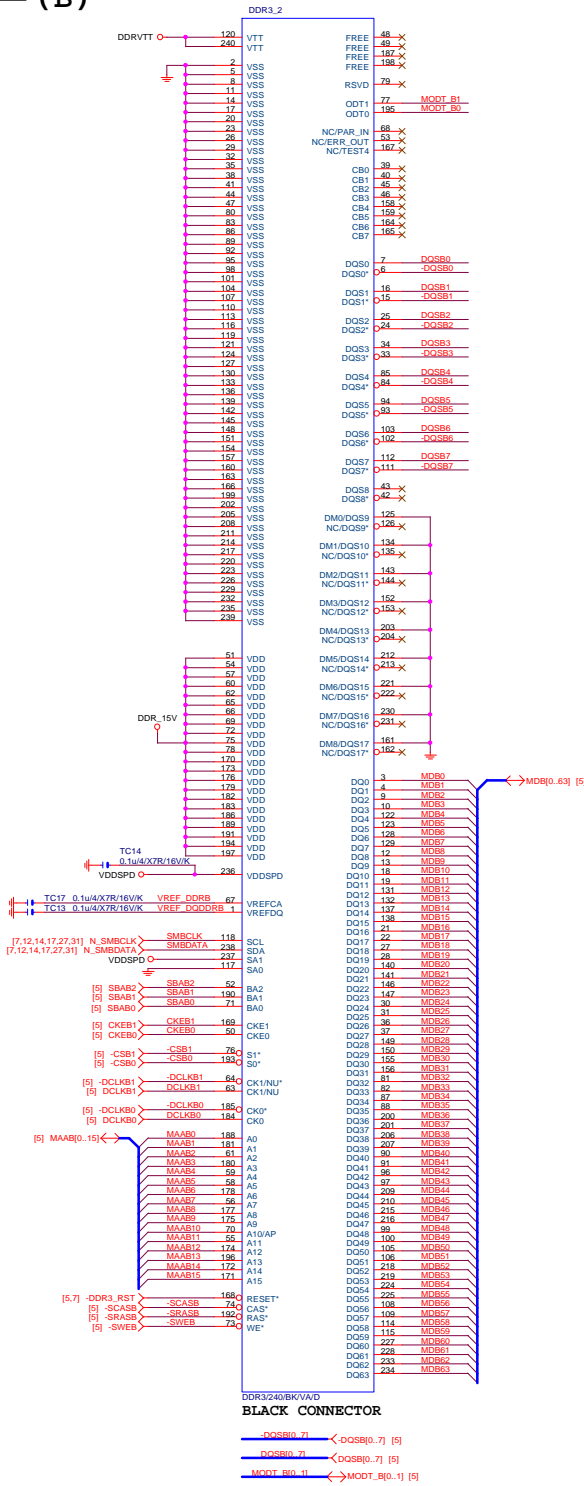 (B)
DDR3_2
DDRVTT 120 VTT
240 VTT
2 VSS
5 VSS
8 VSS
11 VSS
14 VSS
17 VSS
20 VSS
23 VSS
26 VSS
29 VSS
32 VSS
35 VSS
38 VSS
41 VSS
44 VSS
47 VSS
80 VSS
83 VSS
86 VSS
89 VSS
92 VSS
95 VSS
98 VSS
101 VSS
104 VSS
107 VSS
110 VSS
113 VSS
116 VSS
119 VSS
121 VSS
124 VSS
127 VSS
130 VSS
133 VSS
136 VSS
139 VSS
142 VSS
145 VSS
148 VSS
151 VSS
154 VSS
157 VSS
160 VSS
163 VSS
166 VSS
199 VSS
202 VSS
205 VSS
208 VSS
211 VSS
214 VSS
217 VSS
220 VSS
223 VSS
226 VSS
229 VSS
232 VSS
235 VSS
239 VSS
51 VDD
54 VDD
57 VDD
60 VDD
62 VDD
65 VDD
66 VDD
DDR_15V
69 VDD
72 VDD
75 VDD
78 VDD
170 VDD
173 VDD
176 VDD
179 VDD
182 VDD
183 VDD
186 VDD
189 VDD
191 VDD
194 VDD
197 VDD
TC14
0.1u/4/X7R/16V/K
VDDSPD 236 VDDSPD
TC17 0.1u/4/X7R/16V/K VREF_DDRB 67 VREFCA
TC13 0.1u/4/X7R/16V/K VREF_DQDDRB 1 VREFDQ
[7,12,14,17,27,31] N_SMBCLK SMBCLK 118 SCL
[7,12,14,17,27,31] N_SMBDATA SMBDATA 238 SDA
VDDSPD 237 SA1
117 SA0
[5] SBAB2 SBAB2 52 BA2
[5] SBAB1 SBAB1 190 BA1
[5] SBAB0 SBAB0 71 BA0
[5] CKEB1 CKEB1 169 CKE1
[5] CKEB0 CKEB0 50 CKE0
[5] -CSB1 -CSB1 76 S1*
[5] -CSB0 -CSB0 193 S0*
[5] -DCLKB1 -DCLKB1 64 CK1/NU*
[5] DCLKB1 DCLKB1 63 CK1/NU
[5] -DCLKB0 -DCLKB0 185 CK0*
[5] DCLKB0 DCLKB0 184 CK0
[5] MAAB[0..15] MAAB0 188 A0
MAAB1 181 A1
MAAB2 61 A2
MAAB3 180 A3
MAAB4 59 A4
MAAB5 58 A5
MAAB6 178 A6
MAAB7 56 A7
MAAB8 177 A8
MAAB9 175 A9
MAAB10 70 A10/AP
MAAB11 55 A11
MAAB12 174 A12
MAAB13 196 A13
MAAB14 172 A14
MAAB15 171 A15
[5,7] -DDR3_RST 168 RESET*
[5] -SCASB -SCASB 74 CAS*
[5] -SRASB -SRASB 192 RAS*
[5] -SWEB -SWEB 73 WE*
FREE 48
FREE 49
FREE 187
FREE 198
RSVD 79
ODT1 77 MODT_B1
ODT0 195 MODT_B0
NC/PAR_IN 68
NC/ERR_OUT 53
NC/TEST4 167
CB0 39
CB1 40
CB2 45
CB3 46
CB4 158
CB5 159
CB6 164
CB7 165
DQS0 7 DQSB0
DQS0* 6 -DQSB0
DQS1 16 DQSB1
DQS1* 15 -DQSB1
DQS2 25 DQSB2
DQS2* 24 -DQSB2
DQS3 34 DQSB3
DQS3* 33 -DQSB3
DQS4 85 DQSB4
DQS4* 84 -DQSB4
DQS5 94 DQSB5
DQS5* 93 -DQSB5
DQS6 103 DQSB6
DQS6* 102 -DQSB6
DQS7 112 DQSB7
DQS7* 111 -DQSB7
DQS8 43
DQS8* 42
DM0/DQS9 125
NC/DQS9* 126
DM1/DQS10 134
NC/DQS10* 135
DM2/DQS11 143
NC/DQS11* 144
DM3/DQS12 152
NC/DQS12* 153
DM4/DQS13 203
NC/DQS13* 204
DM5/DQS14 212
NC/DQS14* 213
DM6/DQS15 221
NC/DQS15* 222
DM7/DQS16 230
NC/DQS16* 231
DM8/DQS17 161
NC/DQS17* 162
DQ0 3 MDB0 MDB[0..63] [5
DQ1 4 MDB1
DQ2 9 MDB2
DQ3 10 MDB3
DQ4 122 MDB4
DQ5 123 MDB5
DQ6 128 MDB6
DQ7 129 MDB7
DQ8 12 MDB8
DQ9 13 MDB9
DQ10 18 MDB10
DQ11 19 MDB11
DQ12 131 MDB12
DQ13 132 MDB13
DQ14 137 MDB14
DQ15 138 MDB15
DQ16 21 MDB16
DQ17 22 MDB17
DQ18 27 MDB18
DQ19 28 MDB19
DQ20 140 MDB20
DQ21 141 MDB21
DQ22 146 MDB22
DQ23 147 MDB23
DQ24 30 MDB24
DQ25 31 MDB25
DQ26 36 MDB26
DQ27 37 MDB27
DQ28 149 MDB28
DQ29 150 MDB29
DQ30 155 MDB30
DQ31 156 MDB31
DQ32 81 MDB32
DQ33 82 MDB33
DQ34 87 MDB34
DQ35 88 MDB35
DQ36 200 MDB36
DQ37 201 MDB37
DQ38 206 MDB38
DQ39 207 MDB39
DQ40 90 MDB40
DQ41 91 MDB41
DQ42 96 MDB42
DQ43 97 MDB43
DQ44 209 MDB44
DQ45 210 MDB45
DQ46 215 MDB46
DQ47 216 MDB47
DQ48 99 MDB48
DQ49 100 MDB49
DQ50 105 MDB50
DQ51 106 MDB51
DQ52 218 MDB52
DQ53 219 MDB53
DQ54 224 MDB54
DQ55 225 MDB55
DQ56 108 MDB56
DQ57 109 MDB57
DQ58 114 MDB58
DQ59 115 MDB59
DQ60 227 MDB60
DQ61 228 MDB61
DQ62 233 MDB62
DQ63 234 MDB63
DDR3/240/BK/VA/D
BLACK CONNECTOR
-DQSB[0..7] -DQSB[0..7] [5]
DQSB[0..7] DQSB[0..7] [5]
MODT_B[0..1] MODT_B[0..1] [5]